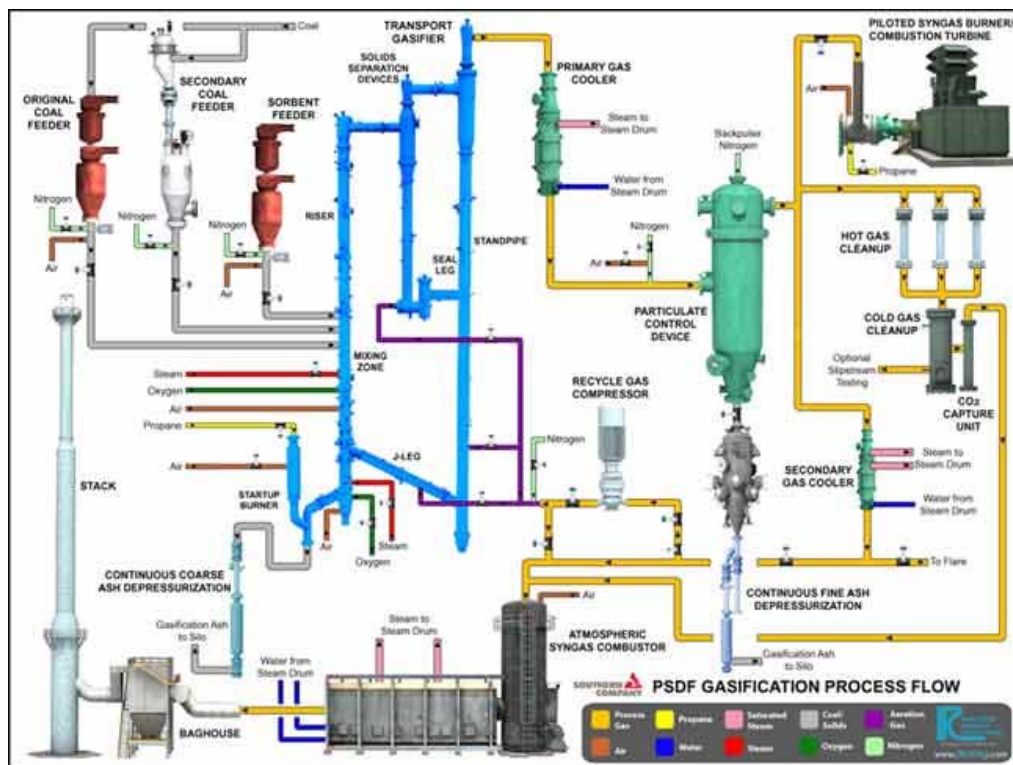 Coal
TRANSPORT
GASIFIER
SOLIDS
SEPARATION
DEVICES
SECONDARY
COAL
FEEDER
ORIGINAL
COAL
FEEDER
SORBENT
FEEDER
PRIMARY GAS
COOLER
PILOTED SYNGAS BURNER/
COMBUSTION TURBINE
Air
Propane
Steam to
Steam Drum
Water from
Steam Drum
Backpulse
Nitrogen
Nitrogen
Nitrogen
Nitrogen
Air
Air
RISER
STANDPIPE
SEAL
LEG
Nitrogen
Air
PARTICULATE
CONTROL
DEVICE
HOT GAS
CLEANUP
COLD GAS
CLEANUP
Optional
Slipstream
Testing
CO2
CAPTURE
UNIT
MIXING
ZONE
Steam
Oxygen
Air
Propane
Air
RECYCLE GAS
COMPRESSOR
Nitrogen
J-LEG
STACK
STARTUP
BURNER
Air
Steam
Oxygen
SECONDARY
GAS COOLER
Steam to
Steam Drum
Water from
Steam Drum
To Flare
CONTINUOUS COARSE
ASH DEPRESSURIZATION
Gasification Ash
to Silo
CONTINUOUS FINE ASH
DEPRESSURIZATION
Gasification Ash
to Silo
Air
ATMOSPHERIC
SYNGAS COMBUSTOR
Steam to
Steam Drum
Water from
Steam Drum
BAGHOUSE
SOUTHERN
COMPANY
PSDF GASIFICATION PROCESS FLOW
Process
Gas
Propane
Saturated
Steam
Coal/
Solids
Aeration
Gas
Air
Water
Steam
Oxygen
Nitrogen